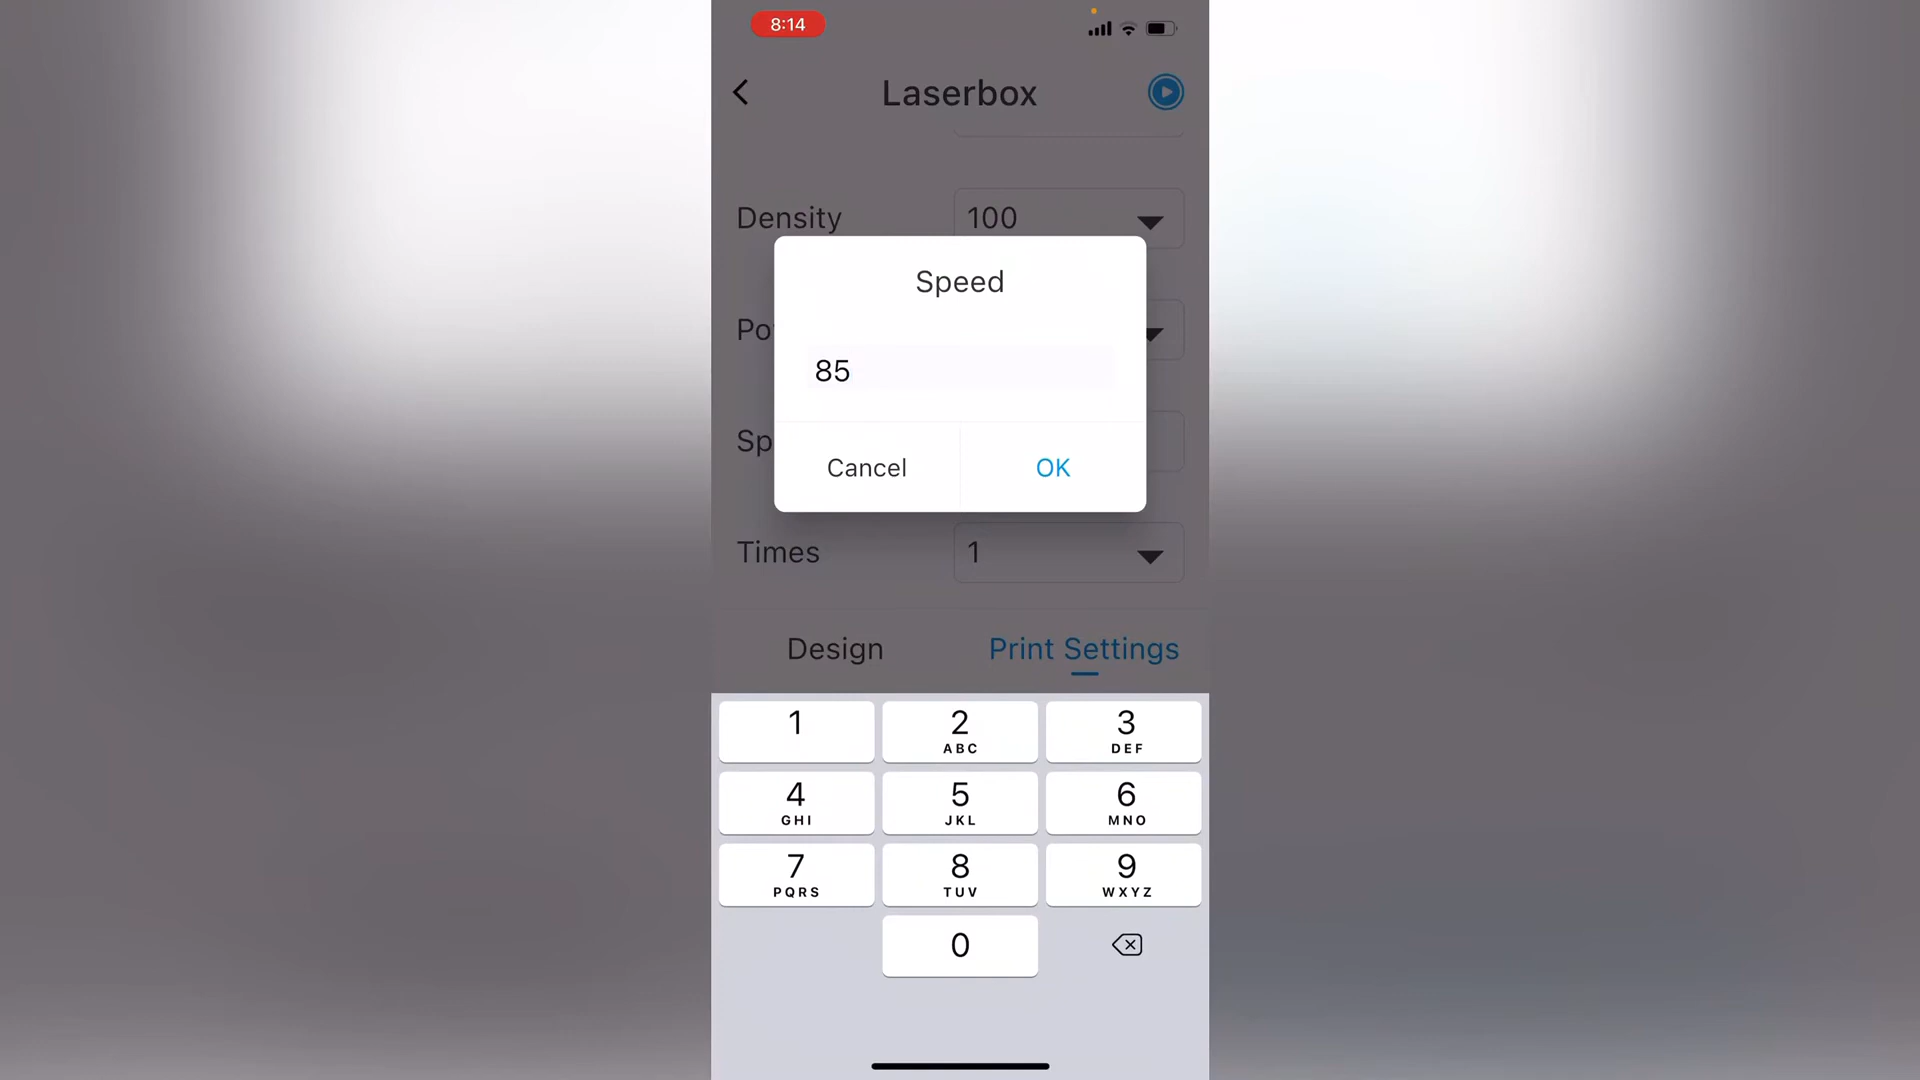 8:14
Laserbox
Density 100
Speed
Po
85
Sp
Cancel OK
Times 1
Design Print Settings
1 2 3
ABC DEF
4 5 6
GHI JKL MNO
7 8 9
PQRS TUV WXYZ
0